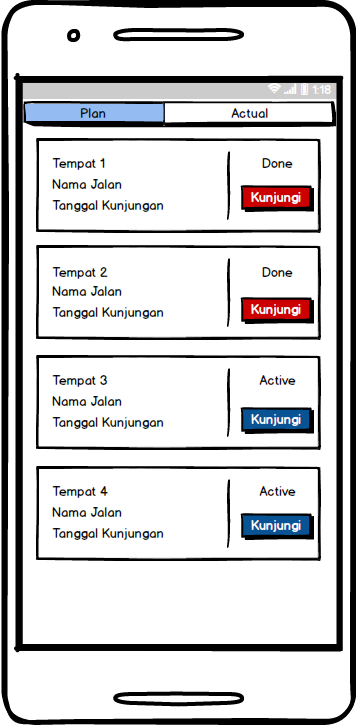 1:18
Plan Actual
Tempat 1 Done
Nama Jalan
Kunjungi
Tanggal Kunjungan
Tempat 2 Done
Nama Jalan
Kunjungi
Tanggal Kunjungan
Tempat 3 Active
Nama Jalan
Kunjungi
Tanggal Kunjungan
Tempat 4 Active
Nama Jalan
Kunjungi
Tanggal Kunjungan